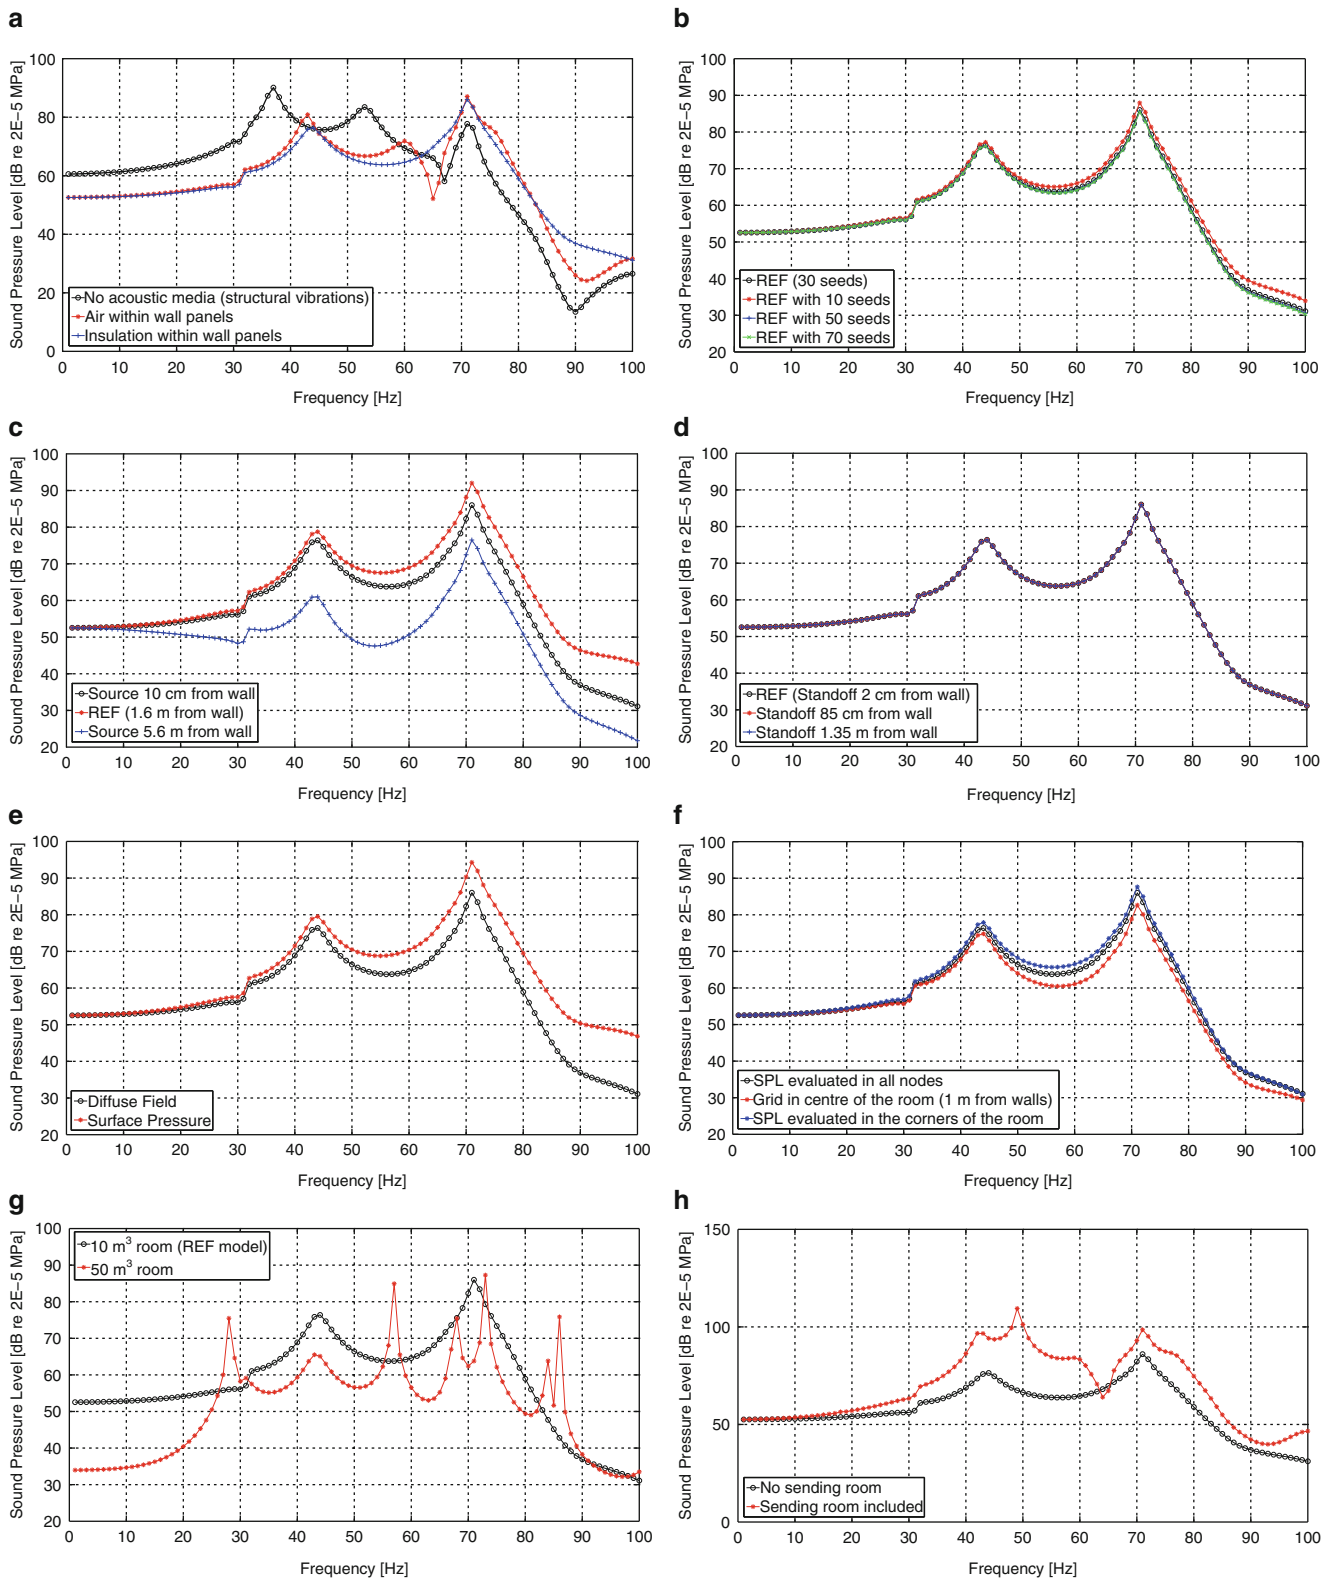 a
Sound Pressure Level [dB re 2E−5 MPa]
100
80
60
40
20
0
No acoustic media (structural vibrations)
Air within wall panels
Insulation within wall panels
0 10 20 30 40 50 60 70 80 90 100
Frequency [Hz]
b
Sound Pressure Level [dB re 2E−5 MPa]
100
90
80
70
60
50
40
30
20
REF (30 seeds)
REF with 10 seeds
REF with 50 seeds
REF with 70 seeds
0 10 20 30 40 50 60 70 80 90 100
Frequency [Hz]
c
Sound Pressure Level [dB re 2E−5 MPa]
100
90
80
70
60
50
40
30
20
Source 10 cm from wall
REF (1.6 m from wall)
Source 5.6 m from wall
0 10 20 30 40 50 60 70 80 90 100
Frequency [Hz]
d
Sound Pressure Level [dB re 2E−5 MPa]
100
90
80
70
60
50
40
30
20
REF (Standoff 2 cm from wall)
Standoff 85 cm from wall
Standoff 1.35 m from wall
0 10 20 30 40 50 60 70 80 90 100
Frequency [Hz]
e
Sound Pressure Level [dB re 2E−5 MPa]
100
90
80
70
60
50
40
30
20
Diffuse Field
Surface Pressure
0 10 20 30 40 50 60 70 80 90 100
Frequency [Hz]
f
Sound Pressure Level [dB re 2E−5 MPa]
100
90
80
70
60
50
40
30
20
SPL evaluated in all nodes
Grid in centre of the room (1 m from walls)
SPL evaluated in the corners of the room
0 10 20 30 40 50 60 70 80 90 100
Frequency [Hz]
g
Sound Pressure Level [dB re 2E−5 MPa]
100
90
80
70
60
50
40
30
20
10 m³ room (REF model)
50 m³ room
0 10 20 30 40 50 60 70 80 90 100
Frequency [Hz]
h
Sound Pressure Level [dB re 2E−5 MPa]
150
100
50
0
No sending room
Sending room included
0 10 20 30 40 50 60 70 80 90 100
Frequency [Hz]